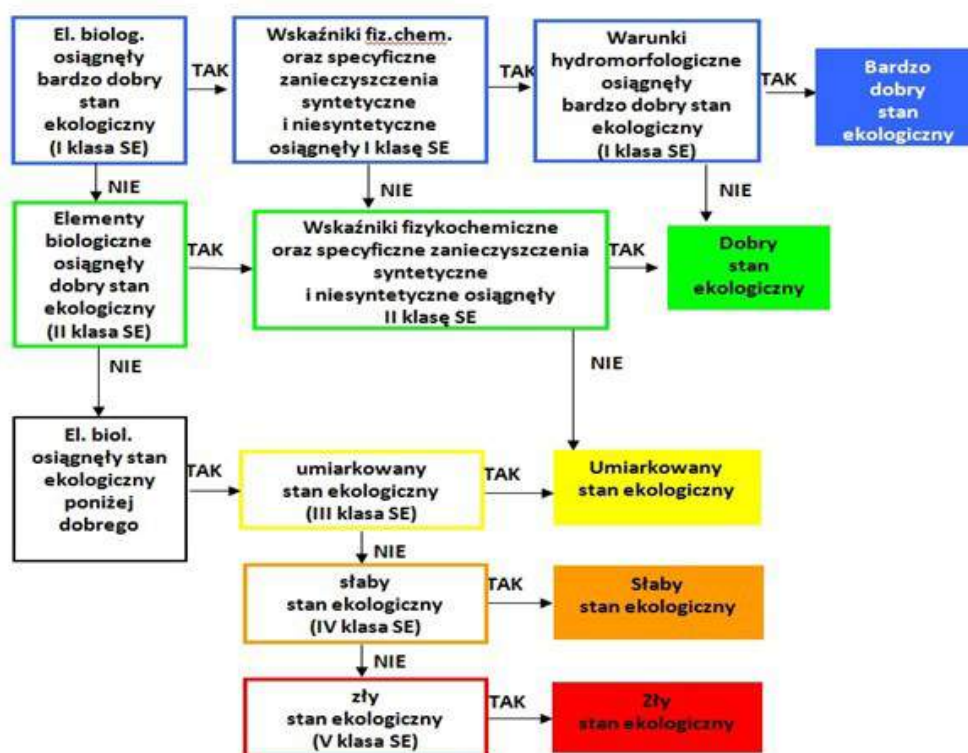 El. biolog.
osiągnęły
bardzo dobry
stan
ekologiczny
(I klasa SE)
TAK
Wskaźniki fiz.chem.
oraz specyficzne
zanieczyszczenia
syntetyczne
i niesyntetyczne
osiągnęły I klasę SE
TAK
Warunki
hydromorfologiczne
osiągnęły
bardzo dobry stan
ekologiczny
(I klasa SE)
TAK
Bardzo
dobry
stan
ekologiczny
NIE
NIE
NIE
Elementy
biologiczne
osiągnęły
dobry stan
ekologiczny
(II klasa SE)
TAK
Wskaźniki fizykochemiczne
oraz specyficzne zanieczyszczenia
syntetyczne
i niesyntetyczne osiągnęły
II klasę SE
TAK
Dobry
stan
ekologiczny
NIE
NIE
El. biol.
osiągnęły stan
ekologiczny
poniżej
dobrego
TAK
umiarkowany
stan ekologiczny
(III klasa SE)
TAK
Umiarkowany
stan ekologiczny
NIE
słaby
stan ekologiczny
(IV klasa SE)
TAK
Słaby
stan ekologiczny
NIE
zły
stan ekologiczny
(V klasa SE)
TAK
Zły
stan ekologiczny